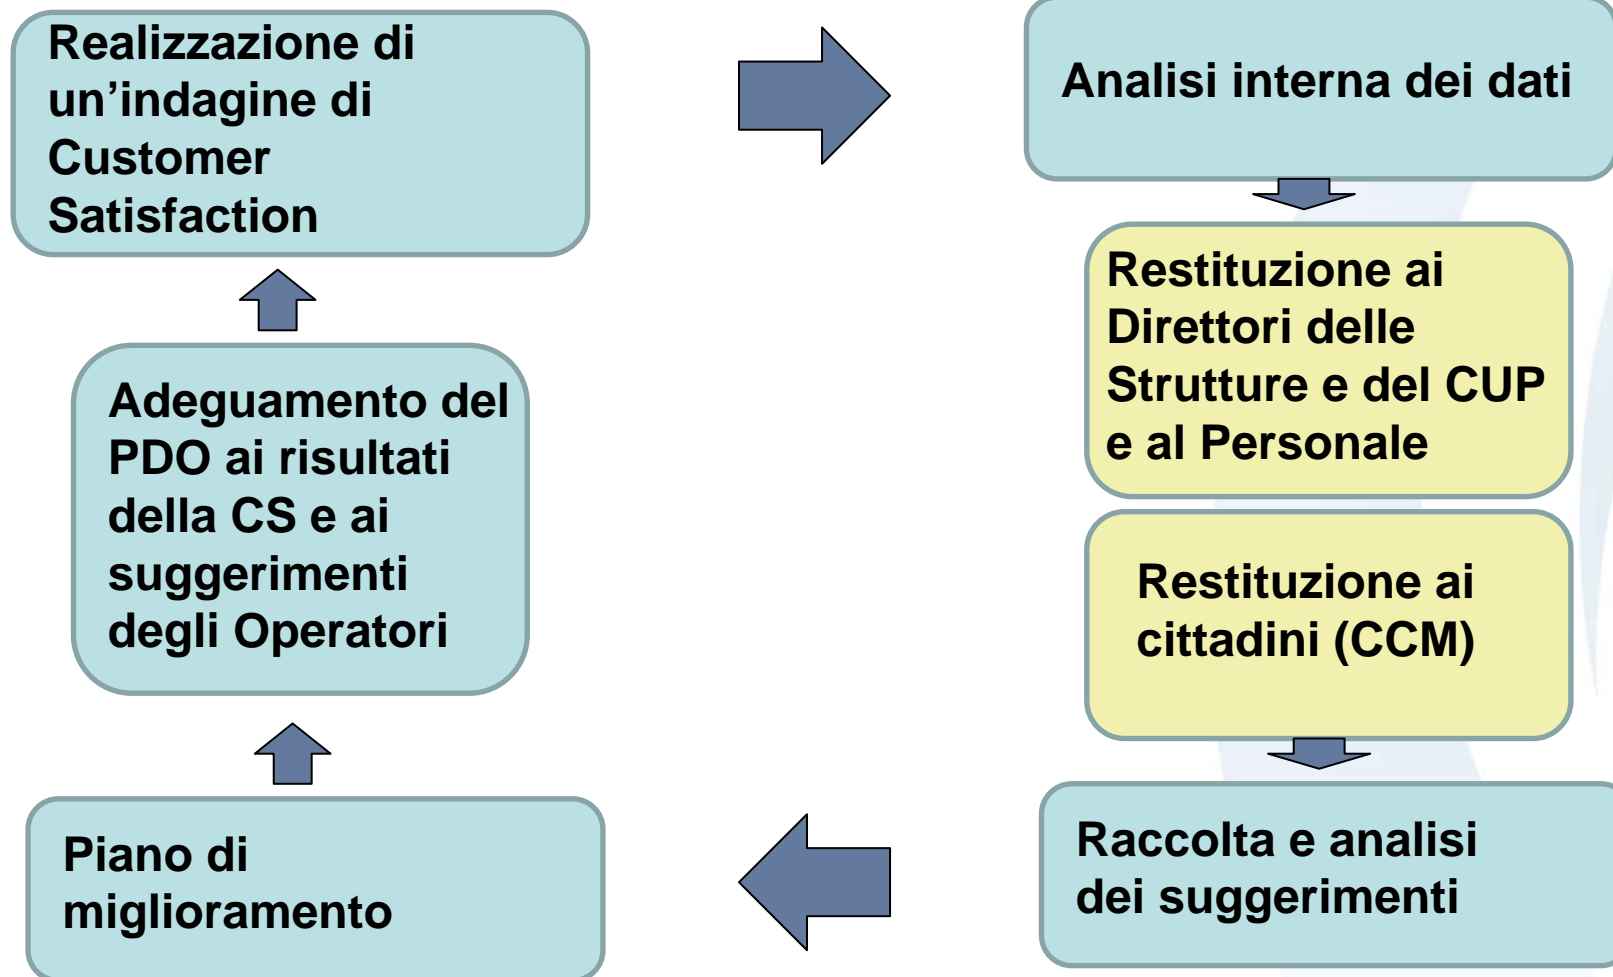 Realizzazione di
un’indagine di
Customer
Satisfaction
Analisi interna dei dati
Restituzione ai
Direttori delle
Strutture e del CUP
e al Personale
Restituzione ai
cittadini (CCM)
Raccolta e analisi
dei suggerimenti
Piano di
miglioramento
Adeguamento del
PDO ai risultati
della CS e ai
suggerimenti
degli Operatori